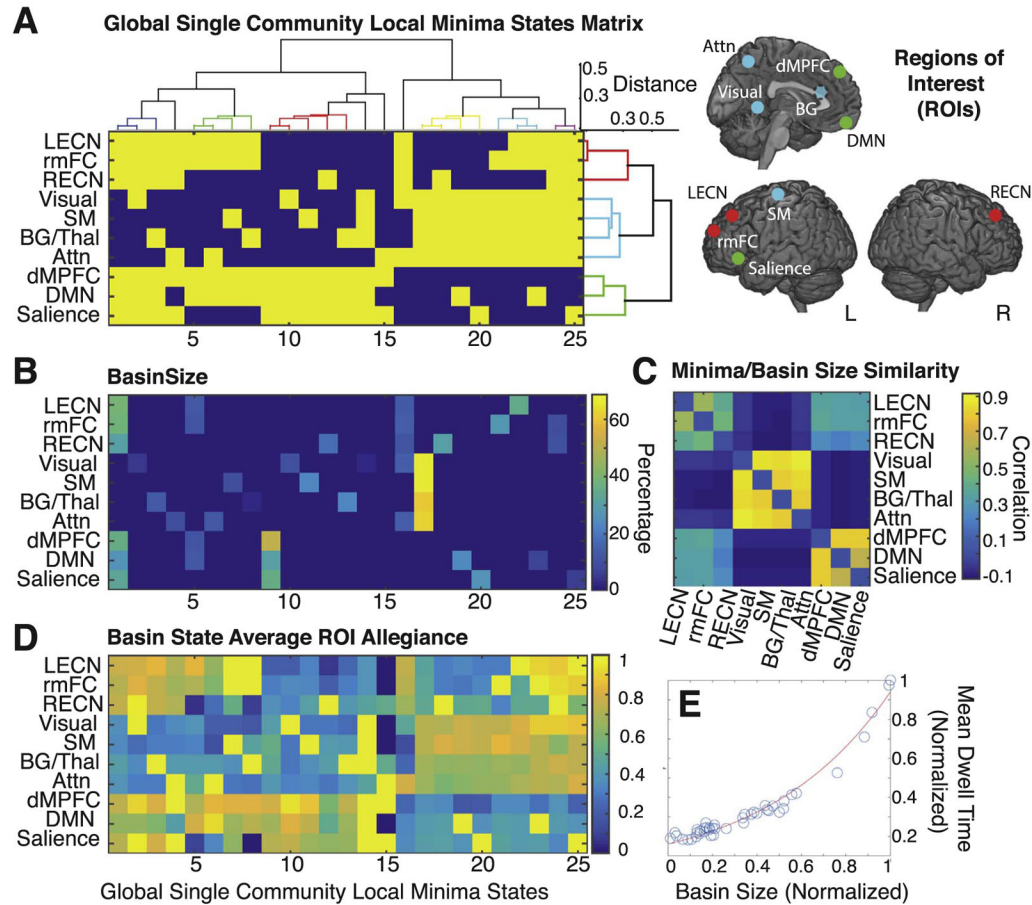 A
Global Single Community Local Minima States Matrix
0.5
0.3
Distance
0.3 0.5
LECN
rmFC
RECN
Visual
SM
BG/Thal
Attn
dMPFC
DMN
Salience
5 10 15 20 25
Attn
dMPFC
Visual
BG
DMN
Regions of
Interest
(ROIs)
LECN
SM
RECN
rmFC
Salience
L
R
B
BasinSize
LECN
rmFC
RECN
Visual
SM
BG/Thal
Attn
dMPFC
DMN
Salience
5 10 15 20 25
60
40
20
0
Percentage
C
Minima/Basin Size Similarity
LECN
rmFC
RECN
Visual
SM
BG/Thal
Attn
dMPFC
DMN
Salience
LECN
rmFC
RECN
Visual
SM
BG/Thal
Attn
dMPFC
DMN
Salience
0.9
0.7
0.5
0.3
0.1
-0.1
Correlation
D
Basin State Average ROI Allegiance
LECN
rmFC
RECN
Visual
SM
BG/Thal
Attn
dMPFC
DMN
Salience
5 10 15 20 25
Global Single Community Local Minima States
1
0.8
0.6
0.4
0.2
0
E
1
0.8
0.6
0.4
0.2
Mean Dwell Time
(Normalized)
0 0.2 0.4 0.6 0.8 1
Basin Size (Normalized)